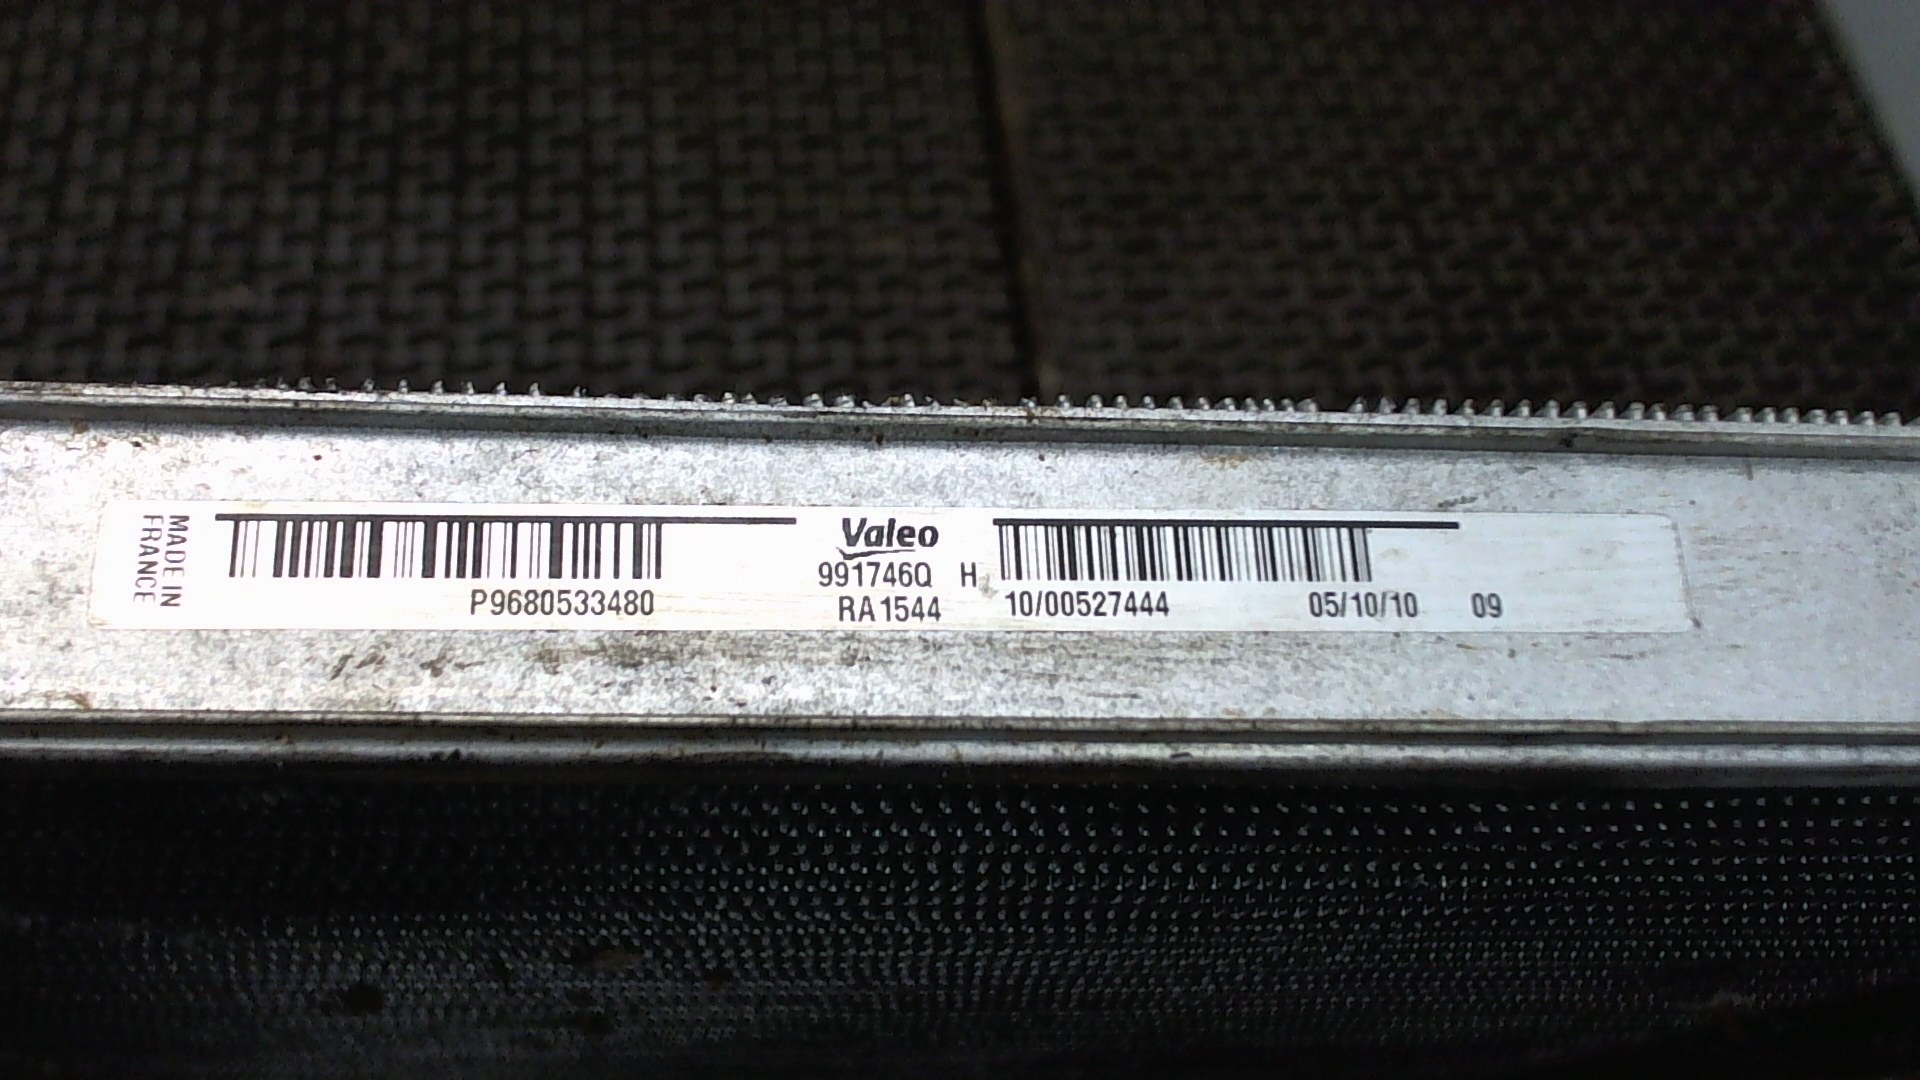 MADE IN
FRANCE
P9680533480
Valeo
991746Q H
RA1544
10/00527444 05/10/10 09